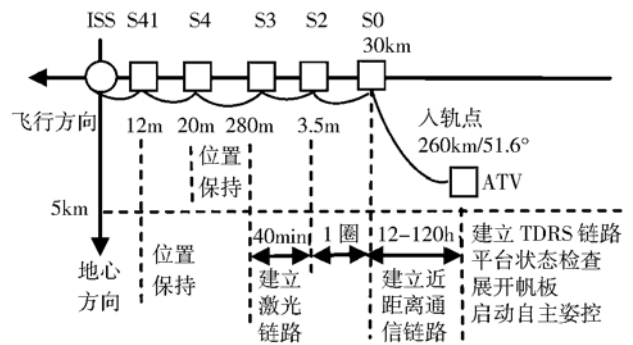 ISS S41 S4 S3 S2 S0
30km
飞行方向
12m 20m 280m 3.5m
入轨点
260km/51.6°
ATV
位置
保持
5km
地心
方向
位置
保持
40min
建立
激光
链路
1 圈
12-120h
建立近
距离通
信链路
建立 TDRS 链路
平台状态检查
展开帆板
启动自主姿控